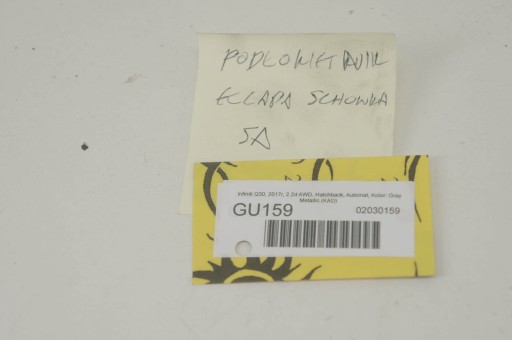 PODŁOKIETNIK
KLAPA SCHOWKA
5A
Infiniti Q30, 2017r, 2.2d AWD, Hatchback, Automat, Kolor: Gray
Metallic (KAD)
GU159
02030159